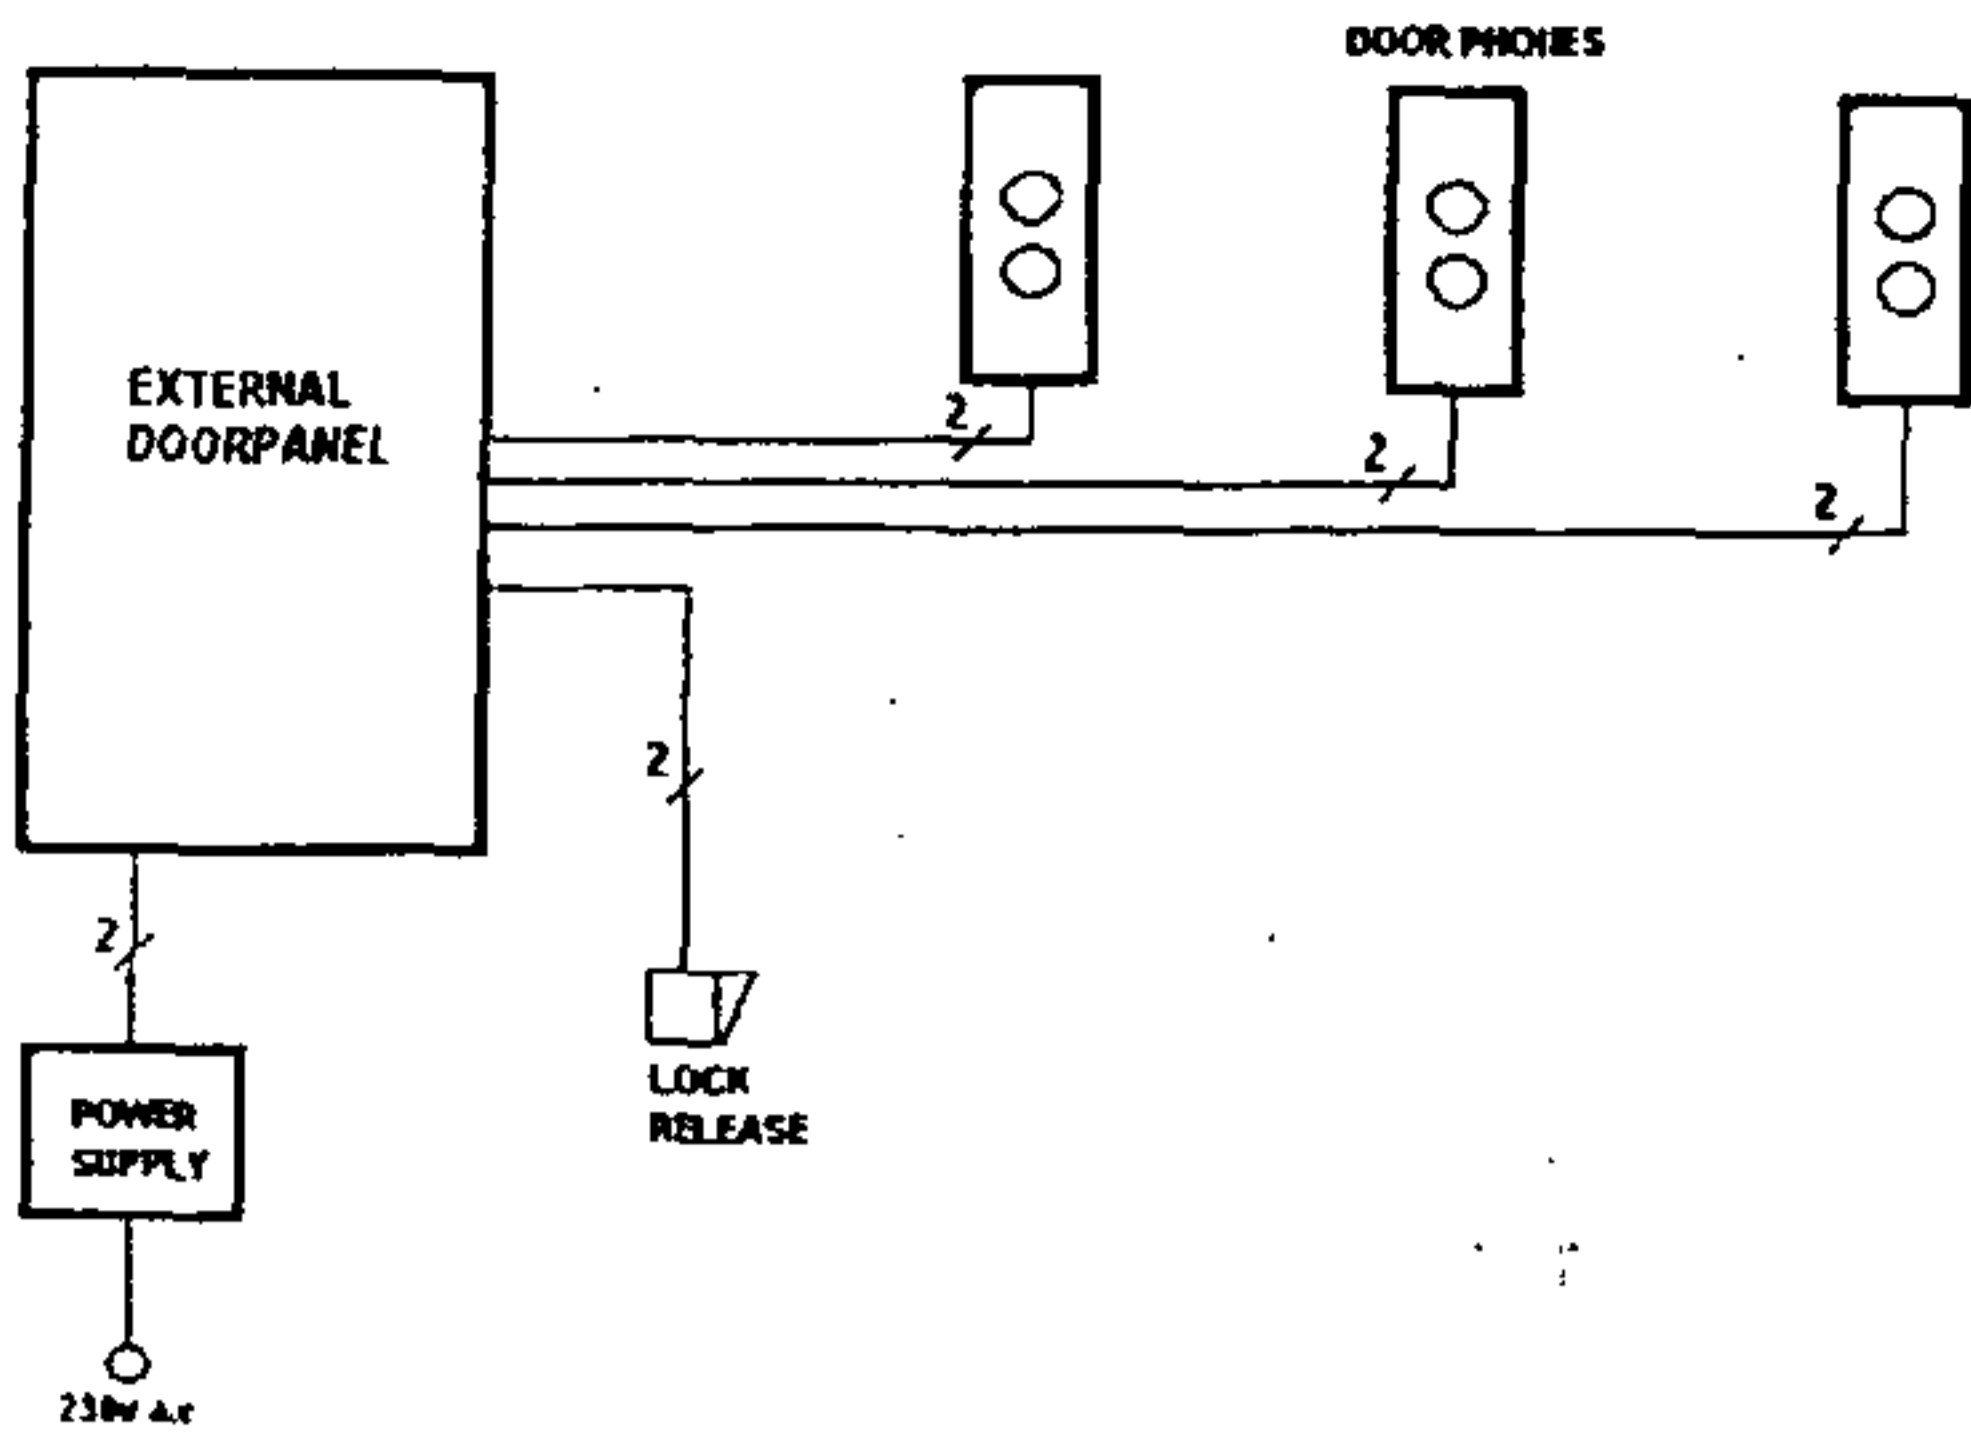 DOOR PHONES
EXTERNAL
DOORPANEL
2
2
2
2
2
LOCK
RELEASE
POWER
SUPPLY
230V A.C